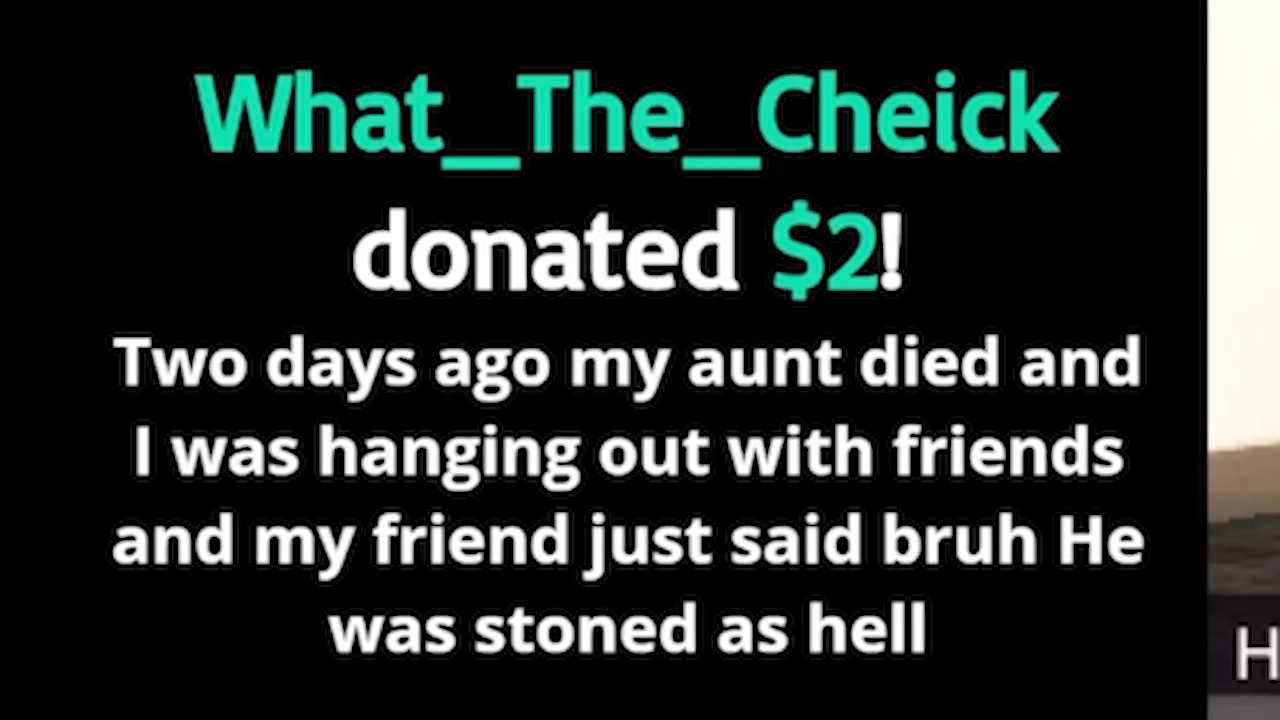 What_The_Cheick
donated $2!
Two days ago my aunt died and
I was hanging out with friends
and my friend just said bruh He
was stoned as hell
H